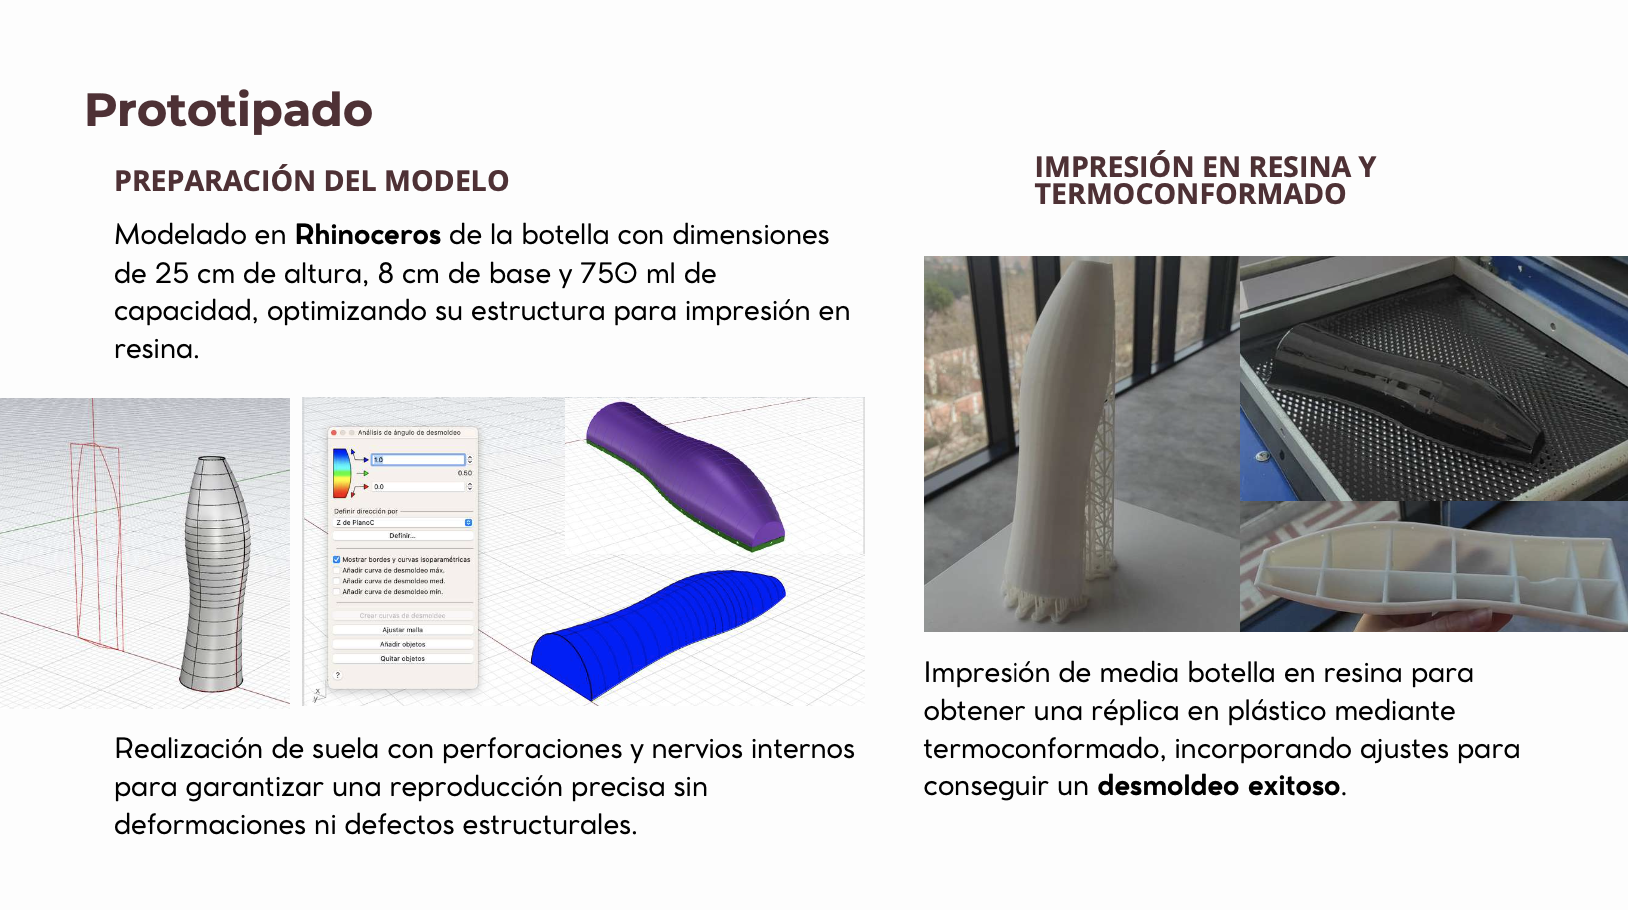 Prototipado
PREPARACIÓN DEL MODELO
Modelado en Rhinoceros de la botella con dimensiones
de 25 cm de altura, 8 cm de base y 750 ml de
capacidad, optimizando su estructura para impresión en
resina.
Análisis de ángulo de desmoldeo
1.0
0.50
0.0
Definir dirección por
Z de PlanoC
Definir...
Mostrar bordes y curvas isoparamétricas
Añadir curva de desmoldeo máx.
Añadir curva de desmoldeo med.
Añadir curva de desmoldeo mín.
Crear curvas de desmoldeo
Ajustar malla
Añadir objetos
Quitar objetos
?
x
y
Realización de suela con perforaciones y nervios internos
para garantizar una reproducción precisa sin
deformaciones ni defectos estructurales.
IMPRESIÓN EN RESINA Y
TERMOCONFORMADO
Impresión de media botella en resina para
obtener una réplica en plástico mediante
termoconformado, incorporando ajustes para
conseguir un desmoldeo exitoso.